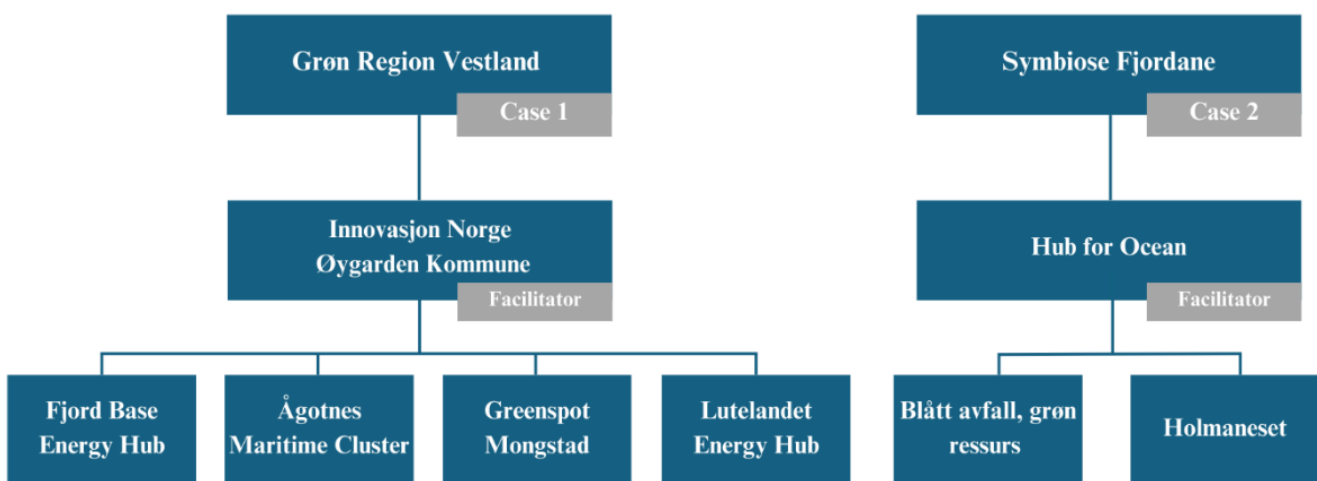 Grøn Region Vestland
Case 1
Symbiose Fjordane
Case 2
Innovasjon Norge
Øygarden Kommune
Facilitator
Hub for Ocean
Facilitator
Fjord Base
Energy Hub
Ågotnes
Maritime Cluster
Greenspot
Mongstad
Lutelandet
Energy Hub
Blått avfall, grøn
ressurs
Holmaneset